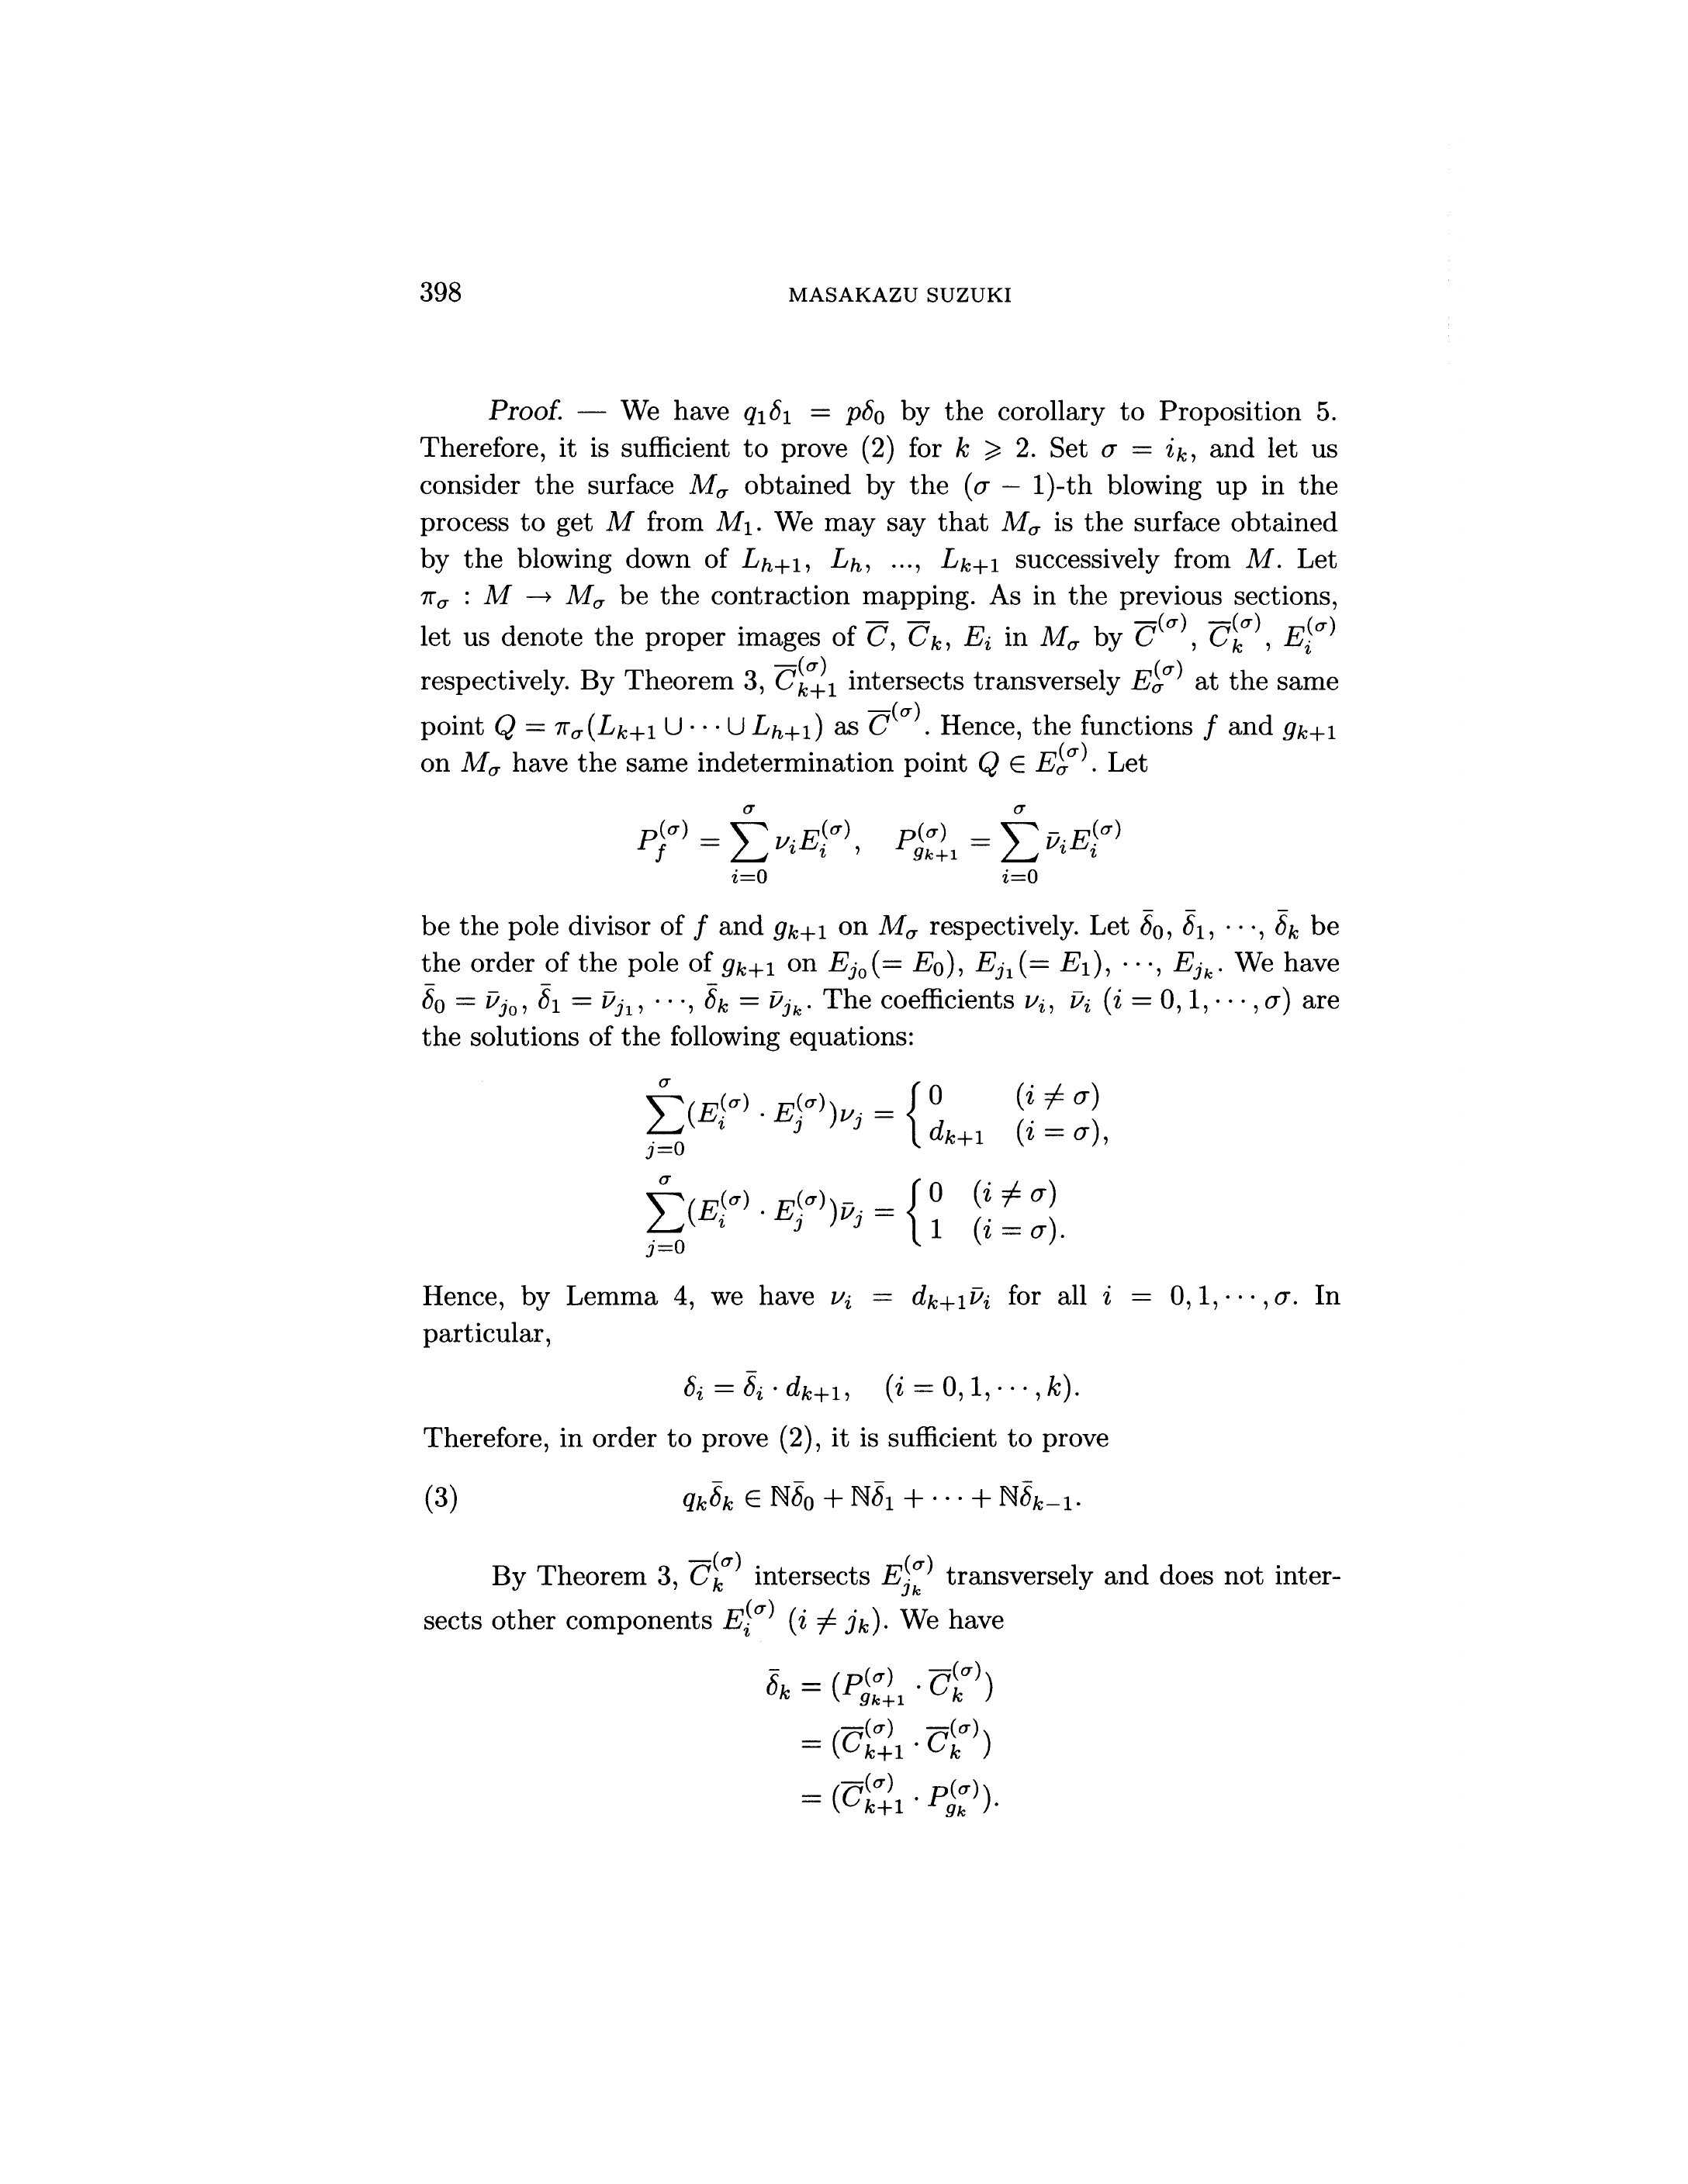 398 MASAKAZU SUZUKI
Proof. — We have $q_1\delta_1 = p\delta_0$ by the corollary to Proposition 5.
Therefore, it is sufficient to prove (2) for $k \geqslant 2$. Set $\sigma = i_k$, and let us
consider the surface $M_\sigma$ obtained by the $(\sigma - 1)$-th blowing up in the
process to get $M$ from $M_1$. We may say that $M_\sigma$ is the surface obtained
by the blowing down of $L_{h+1}$, $L_h$, ..., $L_{k+1}$ successively from $M$. Let
$\pi_\sigma : M \to M_\sigma$ be the contraction mapping. As in the previous sections,
let us denote the proper images of $\overline{C}$, $\overline{C}_k$, $E_i$ in $M_\sigma$ by $\overline{C}^{(\sigma)}$, $\overline{C}_k^{(\sigma)}$, $E_i^{(\sigma)}$
respectively. By Theorem 3, $\overline{C}_{k+1}^{(\sigma)}$ intersects transversely $E_\sigma^{(\sigma)}$ at the same
point $Q = \pi_\sigma(L_{k+1} \cup \cdots \cup L_{h+1})$ as $\overline{C}^{(\sigma)}$. Hence, the functions $f$ and $g_{k+1}$
on $M_\sigma$ have the same indetermination point $Q \in E_\sigma^{(\sigma)}$. Let
$P_f^{(\sigma)} = \sum_{i=0}^{\sigma} \nu_i E_i^{(\sigma)}, \quad P_{g_{k+1}}^{(\sigma)} = \sum_{i=0}^{\sigma} \bar{\nu}_i E_i^{(\sigma)}$
be the pole divisor of $f$ and $g_{k+1}$ on $M_\sigma$ respectively. Let $\bar{\delta}_0, \bar{\delta}_1, \cdots, \bar{\delta}_k$ be
the order of the pole of $g_{k+1}$ on $E_{j_0}(= E_0)$, $E_{j_1}(= E_1)$, $\cdots$, $E_{j_k}$. We have
$\bar{\delta}_0 = \bar{\nu}_{j_0}, \bar{\delta}_1 = \bar{\nu}_{j_1}, \cdots, \bar{\delta}_k = \bar{\nu}_{j_k}$. The coefficients $\nu_i, \bar{\nu}_i$ $(i = 0, 1, \cdots, \sigma)$ are
the solutions of the following equations:
$\sum_{j=0}^{\sigma} (E_i^{(\sigma)} \cdot E_j^{(\sigma)})\nu_j = \begin{cases} 0 & (i \neq \sigma) \\ d_{k+1} & (i = \sigma), \end{cases}$
$\sum_{j=0}^{\sigma} (E_i^{(\sigma)} \cdot E_j^{(\sigma)})\bar{\nu}_j = \begin{cases} 0 & (i \neq \sigma) \\ 1 & (i = \sigma). \end{cases}$
Hence, by Lemma 4, we have $\nu_i = d_{k+1}\bar{\nu}_i$ for all $i = 0, 1, \cdots, \sigma$. In
particular,
$\delta_i = \bar{\delta}_i \cdot d_{k+1}, \quad (i = 0, 1, \cdots, k).$
Therefore, in order to prove (2), it is sufficient to prove
(3) $q_k\bar{\delta}_k \in \mathbb{N}\bar{\delta}_0 + \mathbb{N}\bar{\delta}_1 + \cdots + \mathbb{N}\bar{\delta}_{k-1}.$
By Theorem 3, $\overline{C}_k^{(\sigma)}$ intersects $E_{j_k}^{(\sigma)}$ transversely and does not inter-
sects other components $E_i^{(\sigma)}$ $(i \neq j_k)$. We have
$\bar{\delta}_k = (P_{g_{k+1}}^{(\sigma)} \cdot \overline{C}_k^{(\sigma)})$
$= (\overline{C}_{k+1}^{(\sigma)} \cdot \overline{C}_k^{(\sigma)})$
$= (\overline{C}_{k+1}^{(\sigma)} \cdot P_{g_k}^{(\sigma)}).$